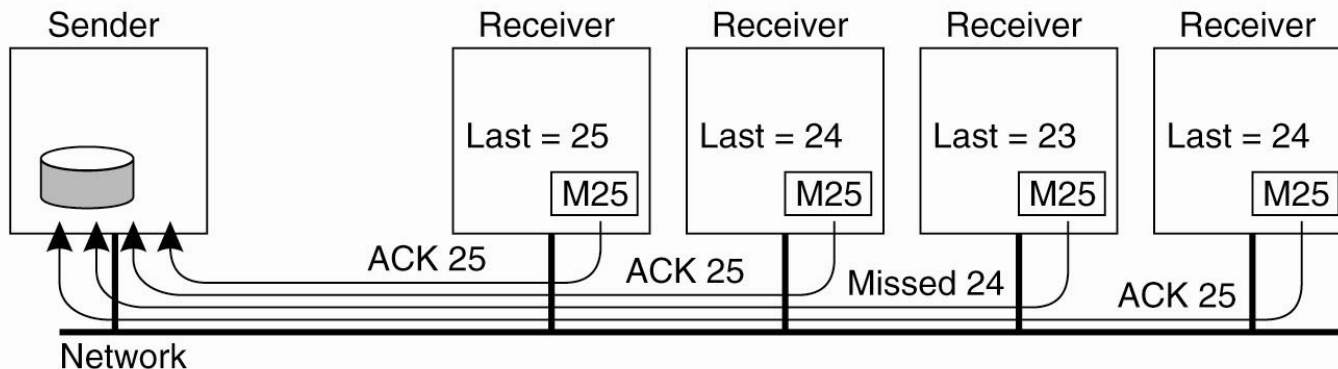 Sender Receiver Receiver Receiver Receiver
Last = 25 Last = 24 Last = 23 Last = 24
M25 M25 M25 M25
ACK 25 ACK 25 Missed 24 ACK 25
Network